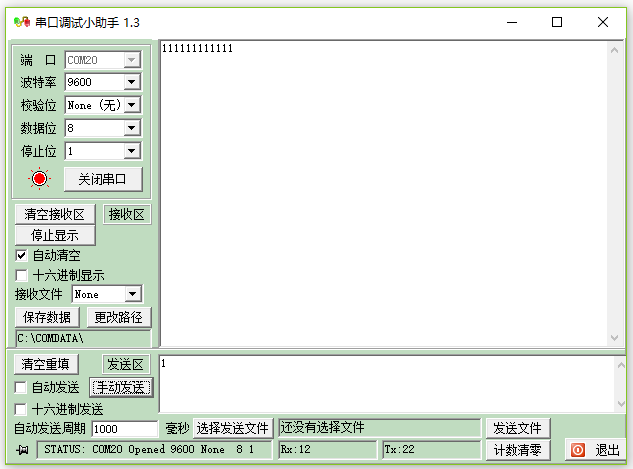 串口调试小助手 1.3
端 口 COM20
波特率 9600
校验位 None (无)
数据位 8
停止位 1
关闭串口
清空接收区 接收区
停止显示
自动清空
十六进制显示
接收文件 None
保存数据 更改路径
C:\COMDATA\
111111111111
清空重填 发送区
自动发送 手动发送
十六进制发送
1
自动发送周期 1000 毫秒 选择发送文件 还没有选择文件 发送文件
STATUS: COM20 Opened 9600 None 8 1 Rx:12 Tx:22 计数清零 退出